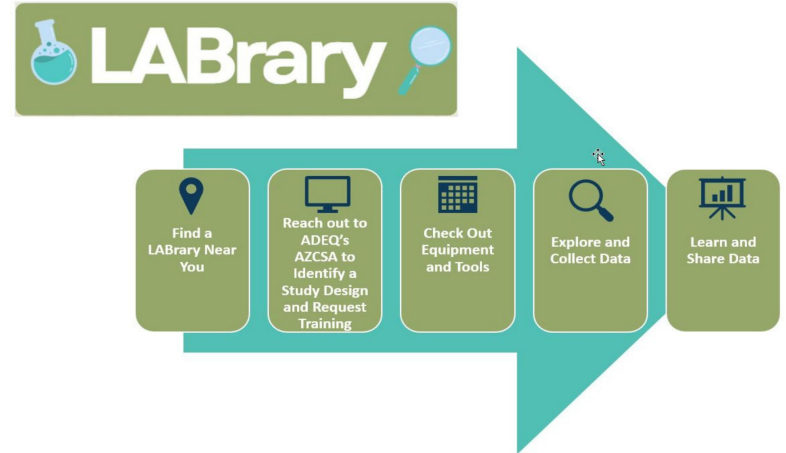 LABrary
Find a
LABrary Near
You
Reach out to
ADEQ's
AZCSA to
Identify a
Study Design
and Request
Training
Check Out
Equipment
and Tools
Explore and
Collect Data
Learn and
Share Data